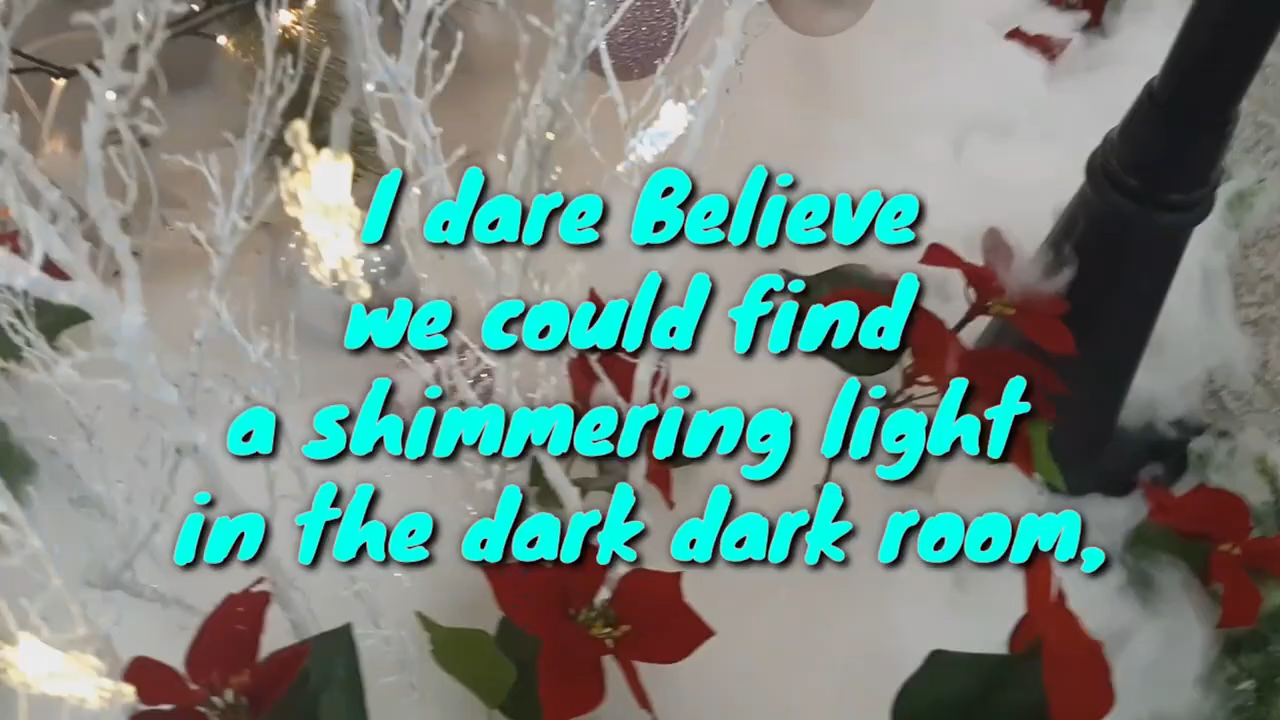 I dare Believe
we could find
a shimmering light
in the dark dark room,